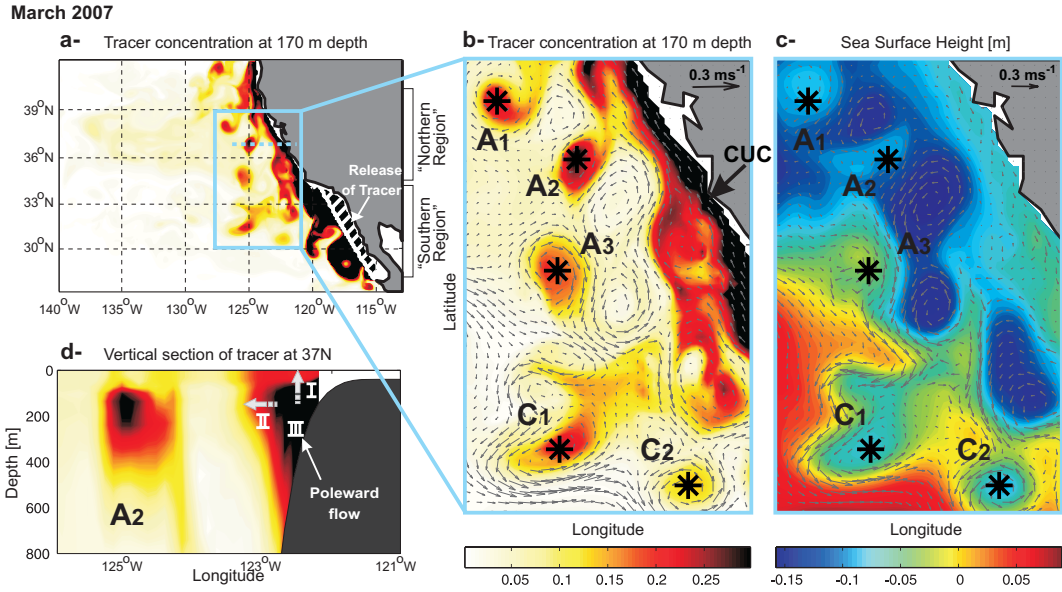 March 2007
a- Tracer concentration at 170 m depth
39°N
36°N
33°N
30°N
140°W 135°W 130°W 125°W 120°W 115°W
Release
of Tracer
“Northern
Region”
“Southern
Region”
b- Tracer concentration at 170 m depth
0.3 ms-1
A1
A2
A3
C1
C2
CUC
Latitude
Longitude
0.05 0.1 0.15 0.2 0.25
c- Sea Surface Height [m]
0.3 ms-1
A1
A2
A3
C1
C2
Longitude
-0.15 -0.1 -0.05 0 0.05
d- Vertical section of tracer at 37N
0
200
400
600
800
Depth [m]
I
II
III
Poleward
flow
A2
125°W 123°W 121°W
Longitude